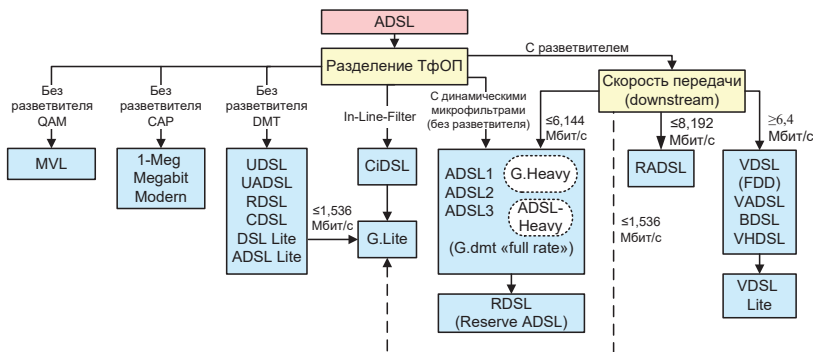 ADSL
С разветвителем
Разделение ТфОП
Скорость передачи
(downstream)
Без
разветвителя
QAM
Без
разветвителя
CAP
Без
разветвителя
DMT
In-Line-Filter
С динамическими
микрофильтрами
(без разветвителя)
≤6,144
Мбит/с
≤8,192
Мбит/с
≥6,4
Мбит/с
MVL
1-Meg
Megabit
Modern
UDSL
UADSL
RDSL
CDSL
DSL Lite
ADSL Lite
≤1,536
Мбит/с
CiDSL
G.Lite
ADSL1
ADSL2
ADSL3
G.Heavy
ADSL-
Heavy
(G.dmt «full rate»)
RDSL
(Reserve ADSL)
≤1,536
Мбит/с
RADSL
VDSL
(FDD)
VADSL
BDSL
VHDSL
VDSL
Lite